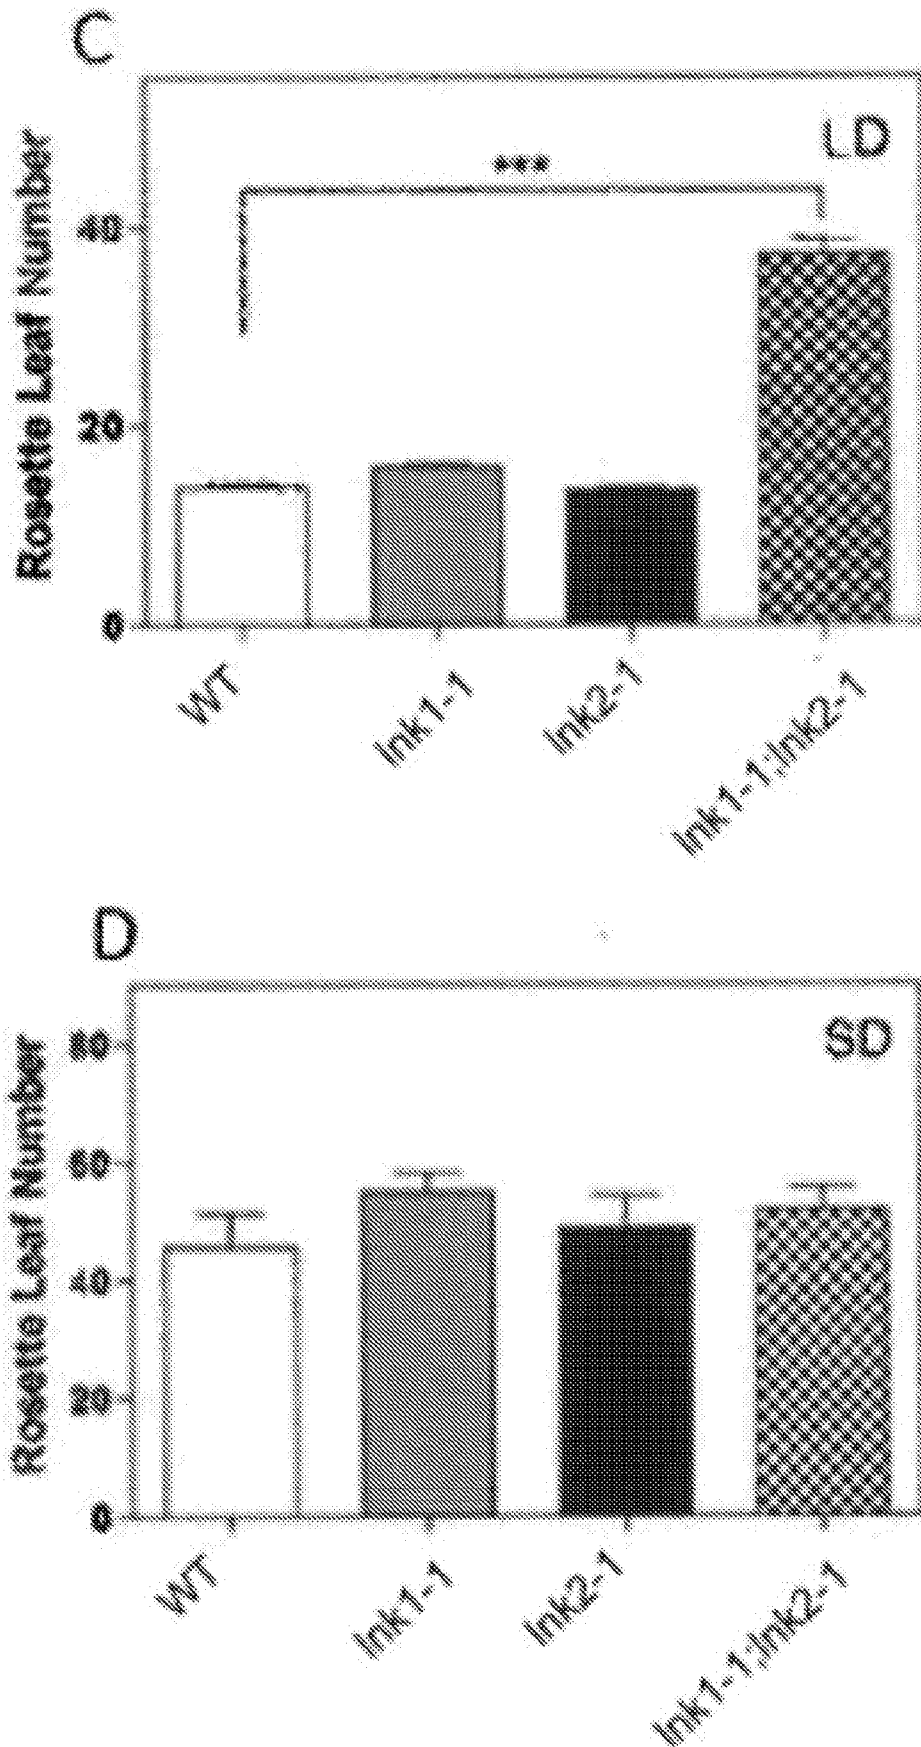 C
LD
***
Rosette Leaf Number
40
20
0
WT
lnk1-1
lnk2-1
lnk1-1;lnk2-1
D
SD
Rosette Leaf Number
80
60
40
20
0
WT
lnk1-1
lnk2-1
lnk1-1;lnk2-1